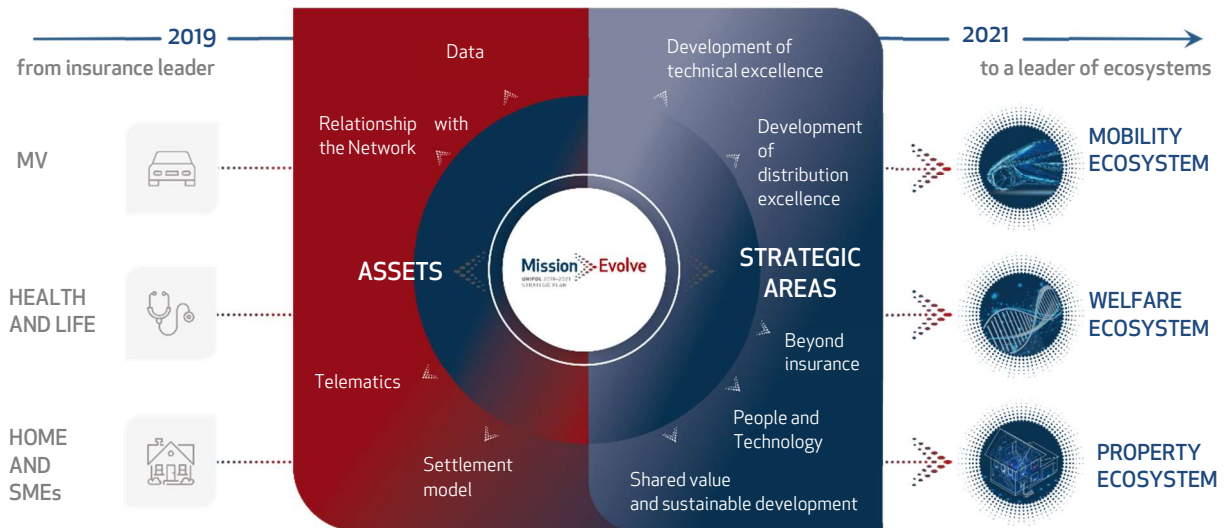 2019
from insurance leader
MV
HEALTH
AND LIFE
HOME
AND
SMEs
Data
Relationship with
the Network
ASSETS
Telematics
Settlement
model
Mission Evolve
UNIPOL 2019-2021
STRATEGIC PLAN
Development of
technical excellence
Development
of
distribution
excellence
STRATEGIC
AREAS
Beyond
insurance
People and
Technology
Shared value
and sustainable development
2021
to a leader of ecosystems
MOBILITY
ECOSYSTEM
WELFARE
ECOSYSTEM
PROPERTY
ECOSYSTEM